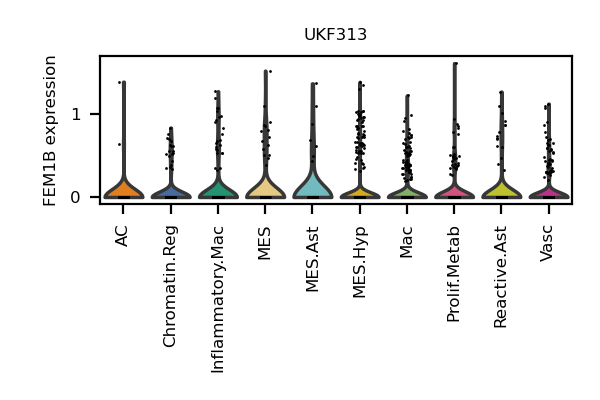 UKF313
FEM1B expression
1
0
AC
Chromatin.Reg
Inflammatory.Mac
MES
MES.Ast
MES.Hyp
Mac
Prolif.Metab
Reactive.Ast
Vasc